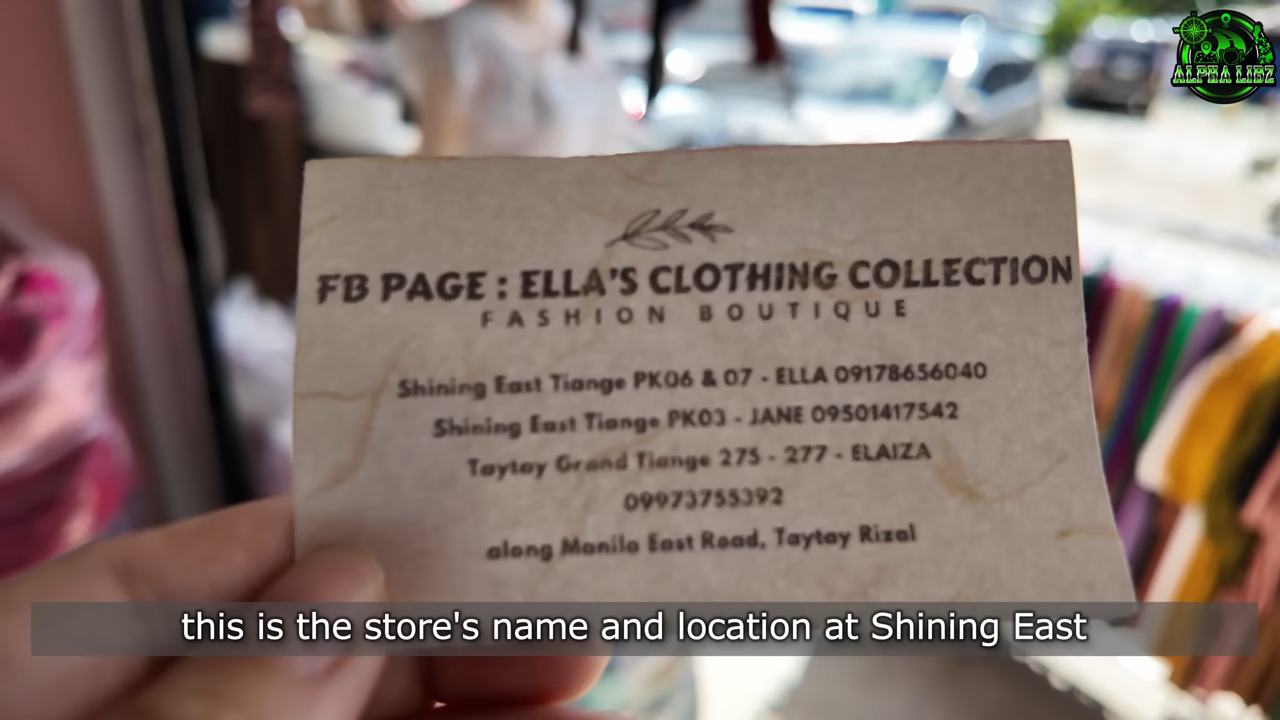 ALPHA LIBZ
FB PAGE : ELLA'S CLOTHING COLLECTION
FASHION BOUTIQUE
Shining East Tiange PK06 & 07 - ELLA 09178656040
Shining East Tiange PK03 - JANE 09501417542
Taytay Grand Tiange 275 - 277 - ELAIZA
09973755392
along Manila East Road, Taytay Rizal
this is the store's name and location at Shining East